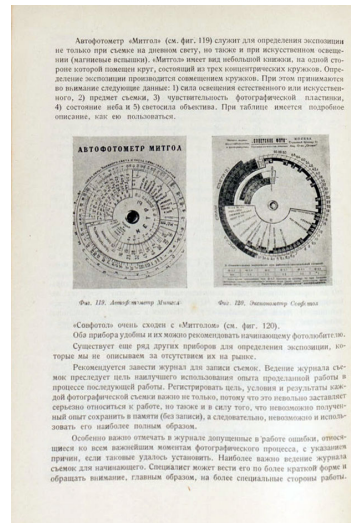 Автофотометр «Митгол» (см. фиг. 119) служит для определения экспозиции
не только при съемке на дневном свету, но также и при искусственном освеще-
нии (магниевые вспышки). «Митгол» имеет вид небольшой книжки, на одной сто-
роне которой помещен круг, состоящий из трех концентрических кружков. Опре-
деление экспозиции производится совмещением кружков. При этом принимаются
во внимание следующие данные: 1) сила освещения естественного или искусствен-
ного, 2) предмет съемки, 3) чувствительность фотографической пластинки,
4) состояние неба и 5) светосила объектива. При таблице имеется подробное
описание, как ею пользоваться.
АВТОФОТОМЕТР МИТГОЛ
Фиг. 119. Автофотометр Митгол
Фиг. 120. Экспонометр Совфотол
«Совфотол» очень сходен с «Митголом» (см. фиг. 120).
Оба прибора удобны и их можно рекомендовать начинающему фотолюбителю.
Существует еще ряд других приборов для определения экспозиции, ко-
торые мы не описываем за отсутствием их на рынке.
Рекомендуется завести журнал для записи съемок. Ведение журнала съе-
мок преследует цель наилучшего использования опыта проделанной работы в
процессе последующей работы. Регистрировать цель, условия и результаты каж-
дой фотографической съемки важно не только, потому что это невольно заставляет
серьезно относиться к работе, но также и в силу того, что невозможно получен-
ный опыт сохранить в памяти (без записи), а следовательно, невозможно и исполь-
зовать его наиболее полным образом.
Особенно важно отмечать в журнале допущенные в работе ошибки, относя-
щиеся ко всем важнейшим моментам фотографического процесса, с указанием
причин, если таковые удалось установить. Наиболее важно ведение журнала
съемок для начинающего. Специалист может вести его по более краткой форме и
обращать внимание, главным образом, на более специальные стороны работы.